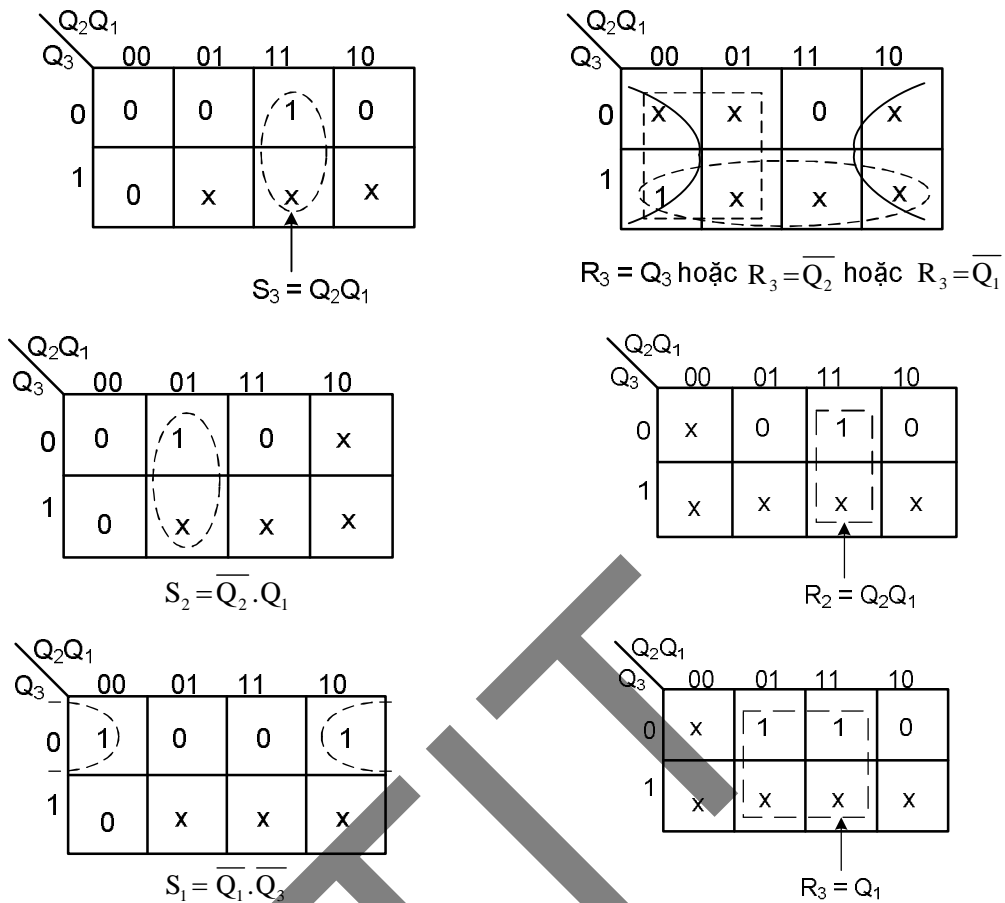 Q₂Q₁
Q₃ 00 01 11 10
0 0 0 1 0
1 0 x x x
S₃ = Q₂Q₁
Q₂Q₁
Q₃ 00 01 11 10
0 x x 0 x
1 1 x x x
R₃ = Q₃ hoặc R₃ = Q̅₂ hoặc R₃ = Q̅₁
Q₂Q₁
Q₃ 00 01 11 10
0 0 1 0 x
1 0 x x x
S₂ = Q̅₂.Q₁
Q₂Q₁
Q₃ 00 01 11 10
0 x 0 1 0
1 x x x x
R₂ = Q₂Q₁
Q₂Q₁
Q₃ 00 01 11 10
0 1 0 0 1
1 0 x x x
S₁ = Q̅₁.Q̅₃
Q₂Q₁
Q₃ 00 01 11 10
0 x 1 1 0
1 x x x x
R₃ = Q₁